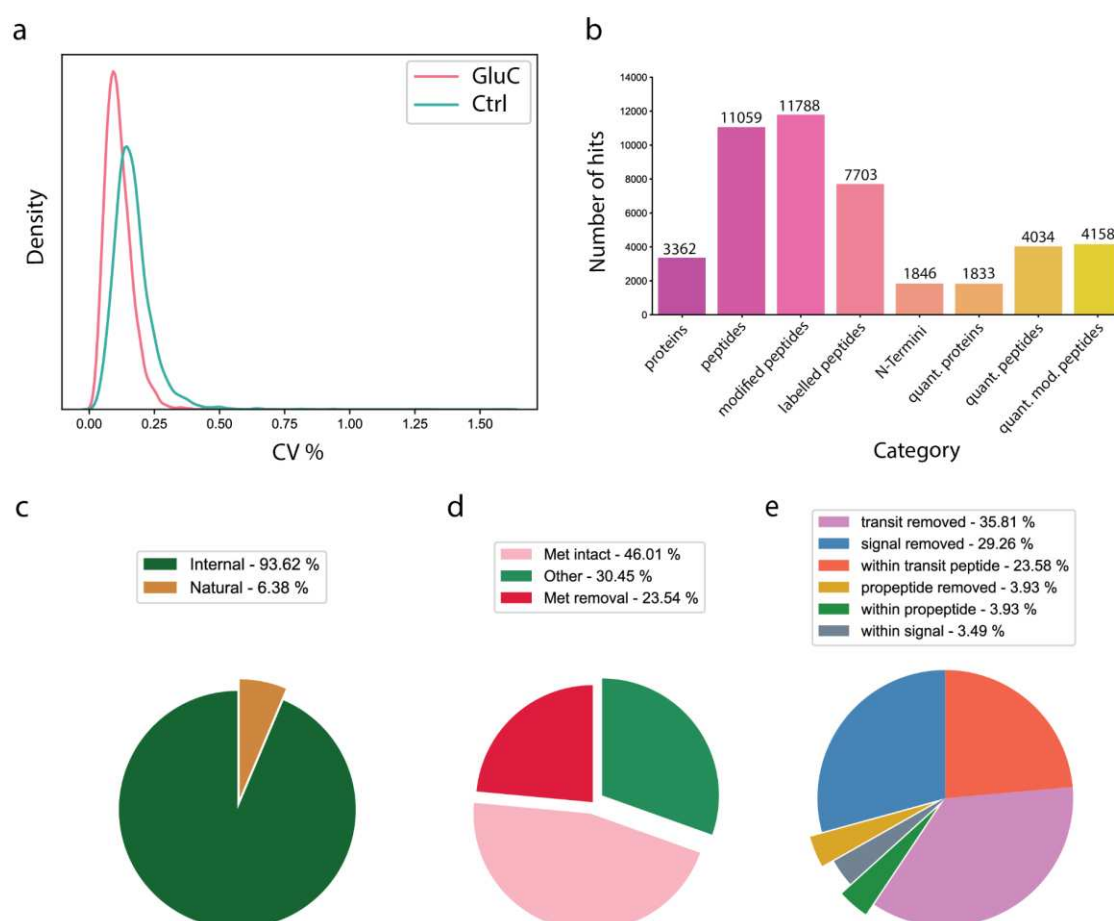 a
GluC
Ctrl
Density
0.00 0.25 0.50 0.75 1.00 1.25 1.50
CV %
b
Number of hits
14000
12000
10000
8000
6000
4000
2000
0
3362
11059
11788
7703
1846
1833
4034
4158
proteins
peptides
modified peptides
labelled peptides
N-Termini
quant. proteins
quant. peptides
quant. mod. peptides
Category
c
Internal - 93.62 %
Natural - 6.38 %
d
Met intact - 46.01 %
Other - 30.45 %
Met removal - 23.54 %
e
transit removed - 35.81 %
signal removed - 29.26 %
within transit peptide - 23.58 %
propeptide removed - 3.93 %
within propeptide - 3.93 %
within signal - 3.49 %